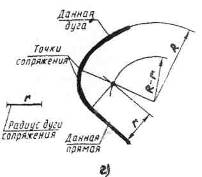 Данная
дуга
Точки
сопряжения
R
R-r
r
r
Радиус дуги
сопряжения
Данная
прямая
г)